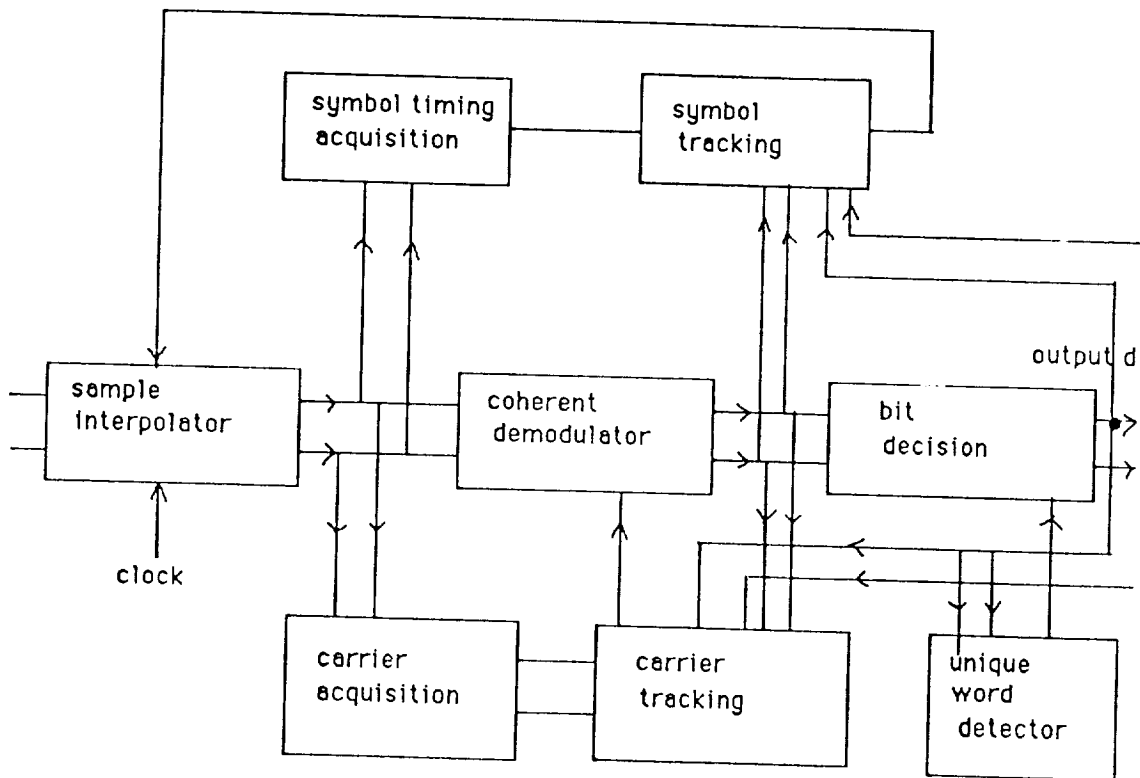 symbol timing
acquisition
symbol
tracking
sample
interpolator
coherent
demodulator
output d
bit
decision
clock
carrier
acquisition
carrier
tracking
unique
word
detector